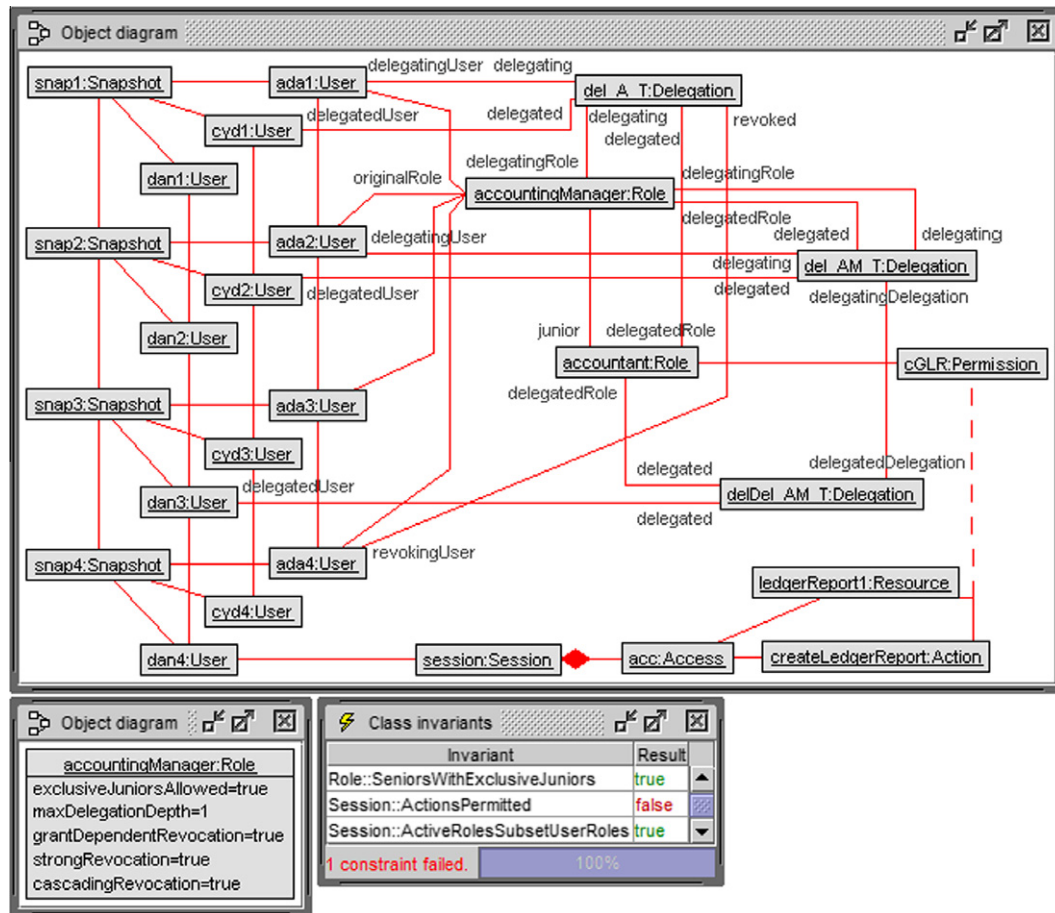 Object diagram
delegatingUser delegating
snap1:Snapshot ada1:User del_A_T:Delegation
delegatedUser delegated delegating revoked
cyd1:User delegated
delegatingRole
dan1:User originalRole delegatingRole
accountingManager:Role
delegatedRole
snap2:Snapshot ada2:User delegatingUser delegated delegating
delegating del_AM_T:Delegation
cyd2:User delegatedUser delegated delegatingDelegation
dan2:User junior delegatedRole
accountant:Role cGLR:Permission
delegatedRole
snap3:Snapshot ada3:User
cyd3:User
delegatedUser delegated delegatedDelegation
dan3:User delDel_AM_T:Delegation
delegated
snap4:Snapshot ada4:User revokingUser
ledgerReport1:Resource
cyd4:User
dan4:User session:Session acc:Access createLedgerReport:Action
Object diagram
accountingManager:Role
exclusiveJuniorsAllowed=true
maxDelegationDepth=1
grantDependentRevocation=true
strongRevocation=true
cascadingRevocation=true
Class invariants
Invariant Result
Role::SeniorsWithExclusiveJuniors true
Session::ActionsPermitted false
Session::ActiveRolesSubsetUserRoles true
1 constraint failed. 100%